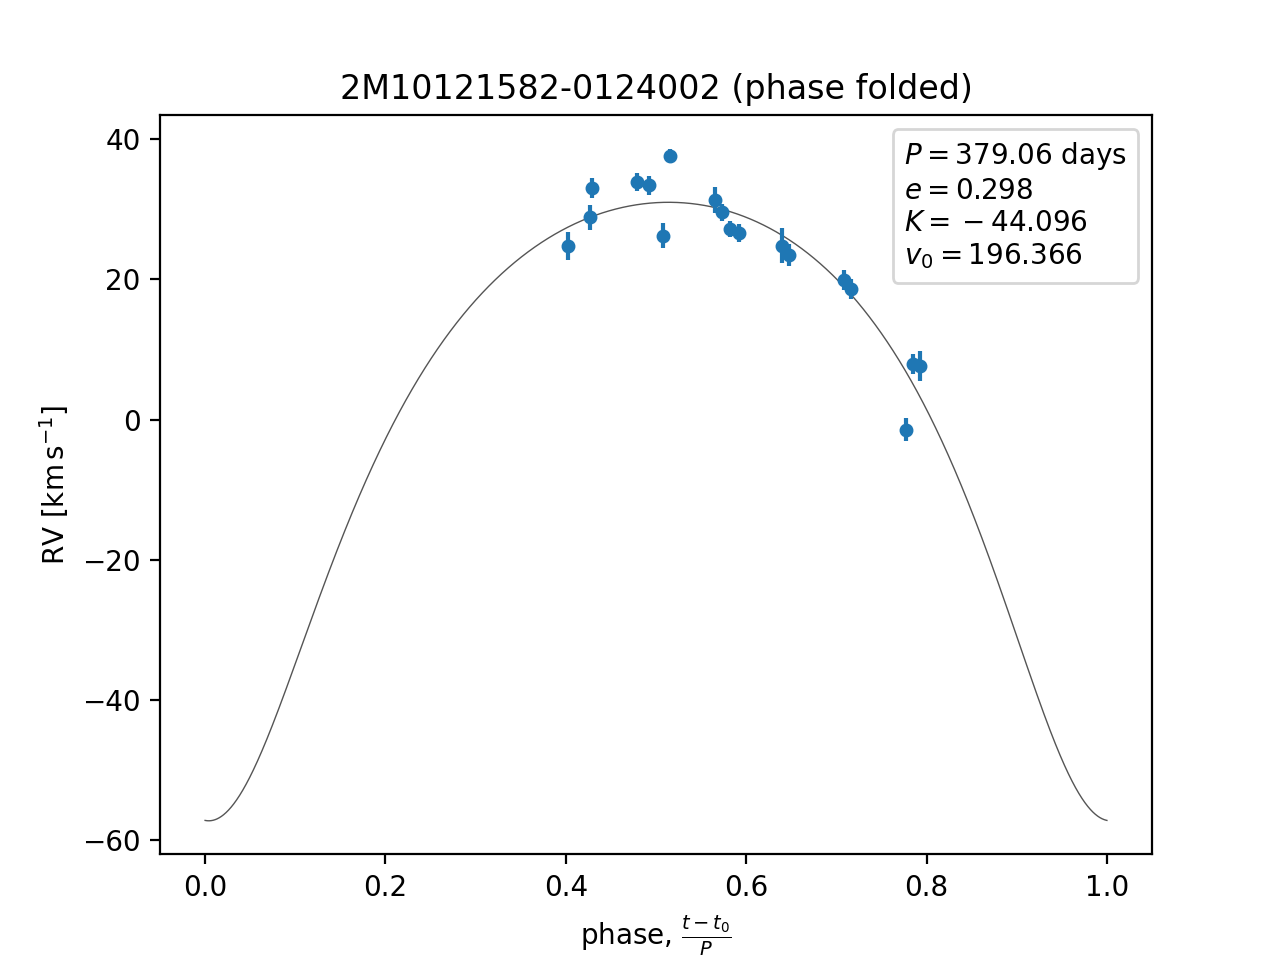 2M10121582-0124002 (phase folded)
P = 379.06 days
e = 0.298
K = −44.096
v₀ = 196.366
40
20
0
−20
−40
−60
RV [km s⁻¹]
0.0 0.2 0.4 0.6 0.8 1.0
phase, (t − t₀)/P